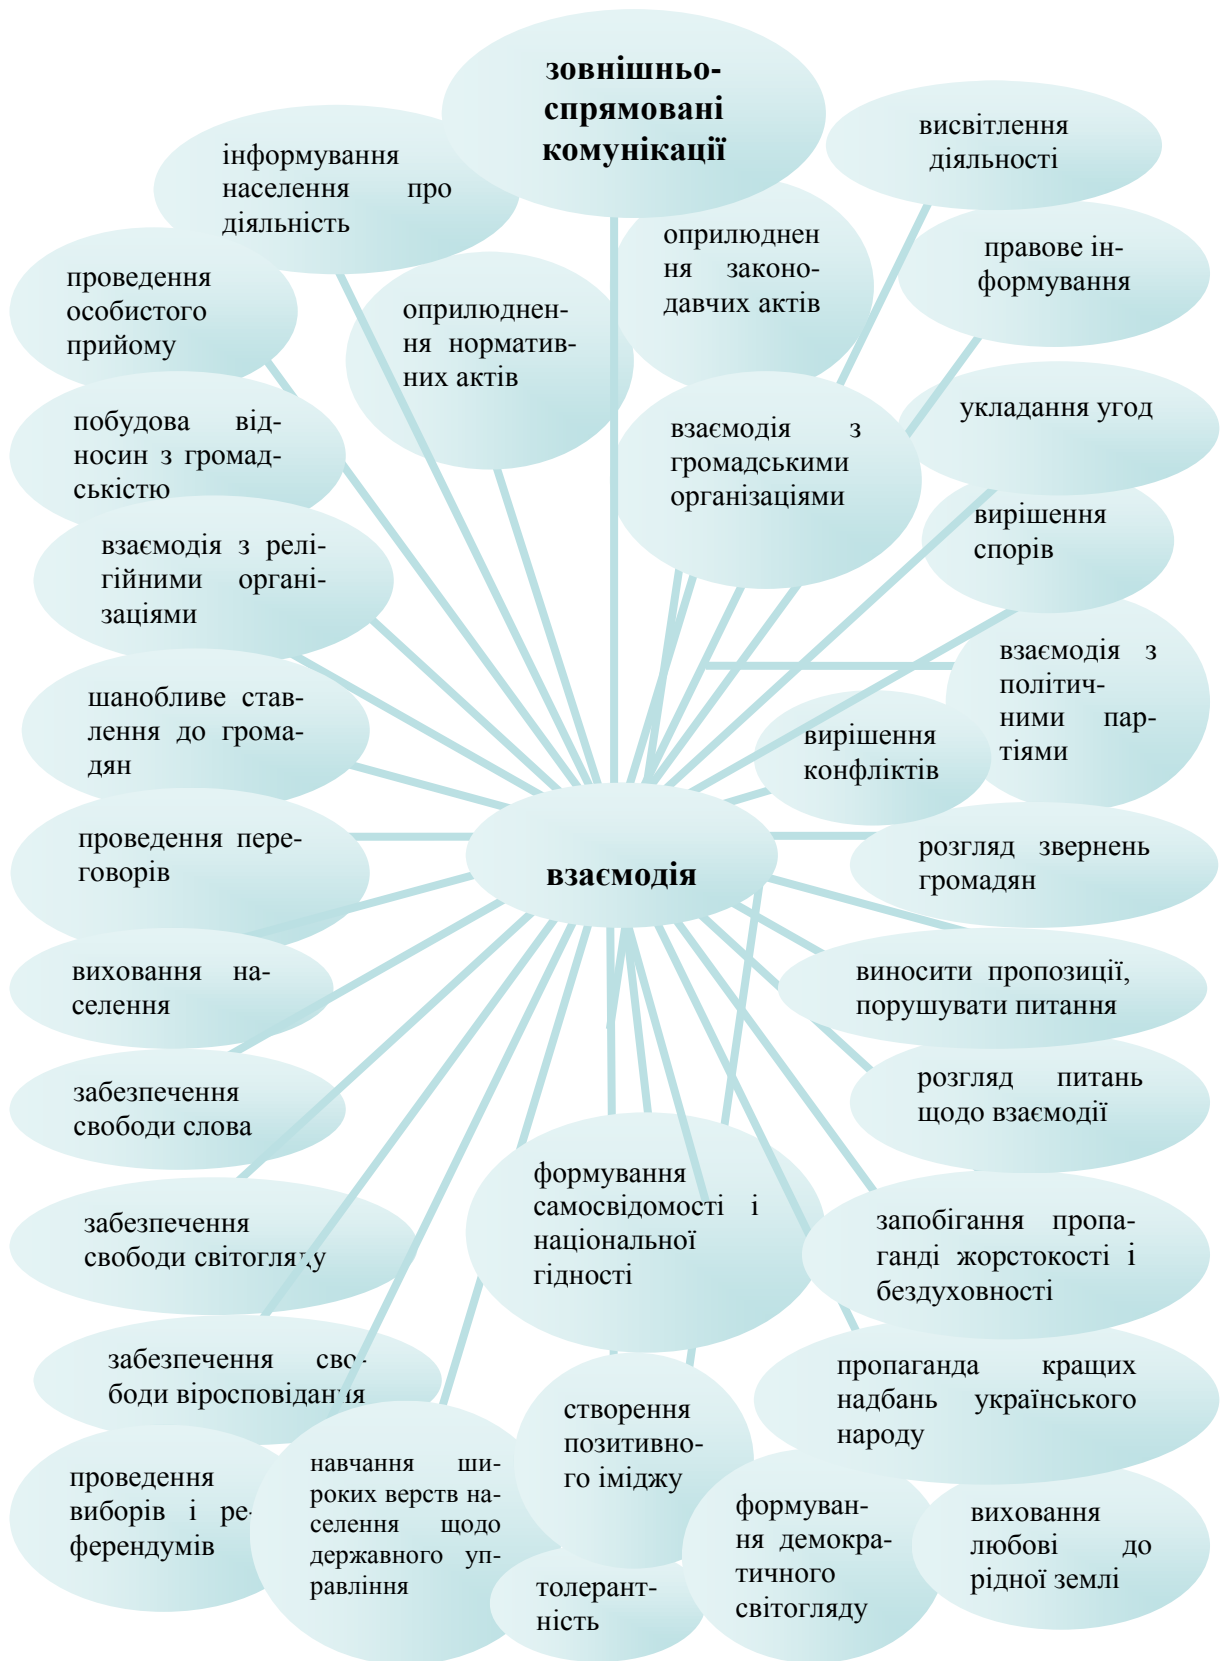 зовнішньо-
спрямовані
комунікації
висвітлення
діяльності
інформування
населення про
діяльність
оприлюднен
ня законо-
давчих актів
правове ін-
формування
проведення
особистого
прийому
оприлюднен-
ня норматив-
них актів
укладання угод
побудова від-
носин з громад-
ськістю
взаємодія з
громадськими
організаціями
вирішення
спорів
взаємодія з релі-
гійними органі-
заціями
взаємодія з
політич-
ними пар-
тіями
шанобливе став-
лення до грома-
дян
вирішення
конфліктів
проведення пере-
говорів
взаємодія
розгляд звернень
громадян
виховання на-
селення
виносити пропозиції,
порушувати питання
забезпечення
свободи слова
розгляд питань
щодо взаємодії
формування
самосвідомості і
національної
гідності
забезпечення
свободи світогляду
запобігання пропа-
ганді жорстокості і
бездуховності
забезпечення сво-
боди віросповідання
пропаганда кращих
надбань українського
народу
створення
позитивно-
го іміджу
проведення
виборів і ре-
ферендумів
навчання ши-
роких верств на-
селення щодо
державного уп-
равління
формуван-
ня демокра-
тичного
світогляду
виховання
любові до
рідної землі
толерант-
ність